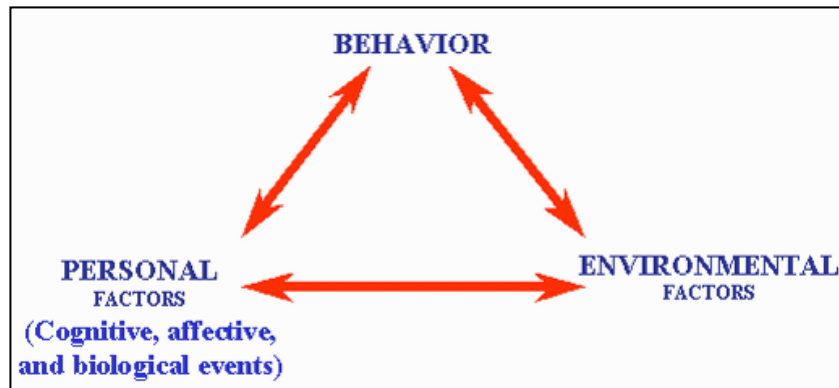 BEHAVIOR
PERSONAL
FACTORS
(Cognitive, affective,
and biological events)
ENVIRONMENTAL
FACTORS